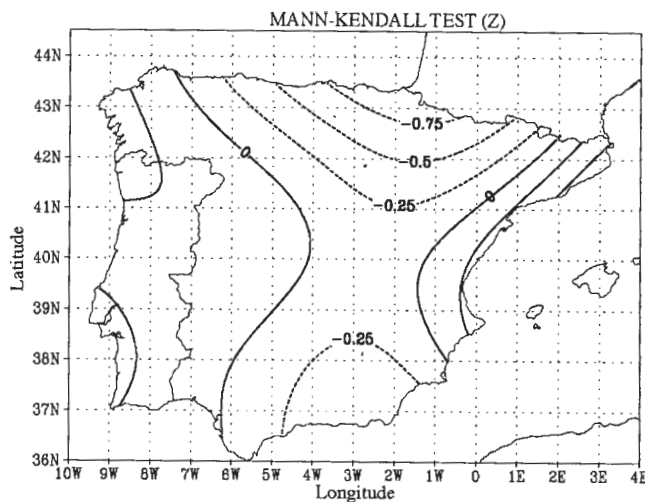 MANN-KENDALL TEST (Z)
44N
43N
42N
41N
40N
39N
38N
37N
36N
Latitude
0
-0.75
-0.5
-0.25
0
-0.25
10W 9W 8W 7W 6W 5W 4W 3W 2W 1W 0 1E 2E 3E 4E
Longitude